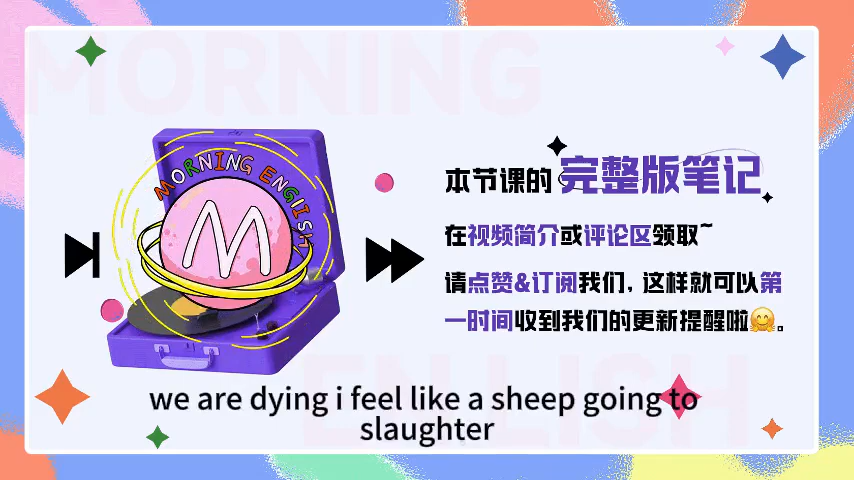 MORNING
MORNING ENGlISH
M
本节课的 完整版笔记
在视频简介或评论区领取~
请点赞&订阅我们，这样就可以第
一时间收到我们的更新提醒啦🤗。
ENGLISH
we are dying i feel like a sheep going to
slaughter